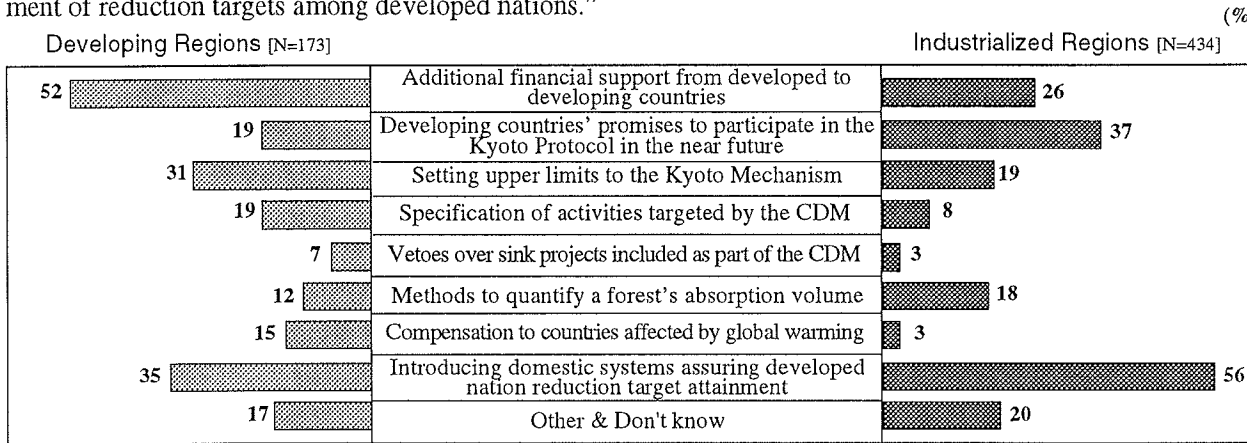 ment of reduction targets among developed nations.”
(%
Developing Regions [N=173]
Industrialized Regions [N=434]
52
Additional financial support from developed to
developing countries
26
19
Developing countries’ promises to participate in the
Kyoto Protocol in the near future
37
31
Setting upper limits to the Kyoto Mechanism
19
19
Specification of activities targeted by the CDM
8
7
Vetoes over sink projects included as part of the CDM
3
12
Methods to quantify a forest’s absorption volume
18
15
Compensation to countries affected by global warming
3
35
Introducing domestic systems assuring developed
nation reduction target attainment
56
17
Other & Don't know
20